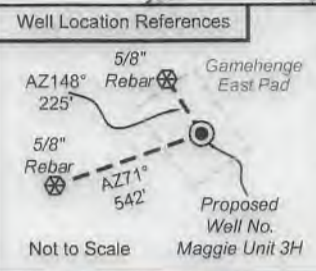 Well Location References
5/8"
Rebar
AZ148°
225'
Gamehenge
East Pad
5/8"
Rebar
AZ71°
542'
Proposed
Well No.
Maggie Unit 3H
Not to Scale